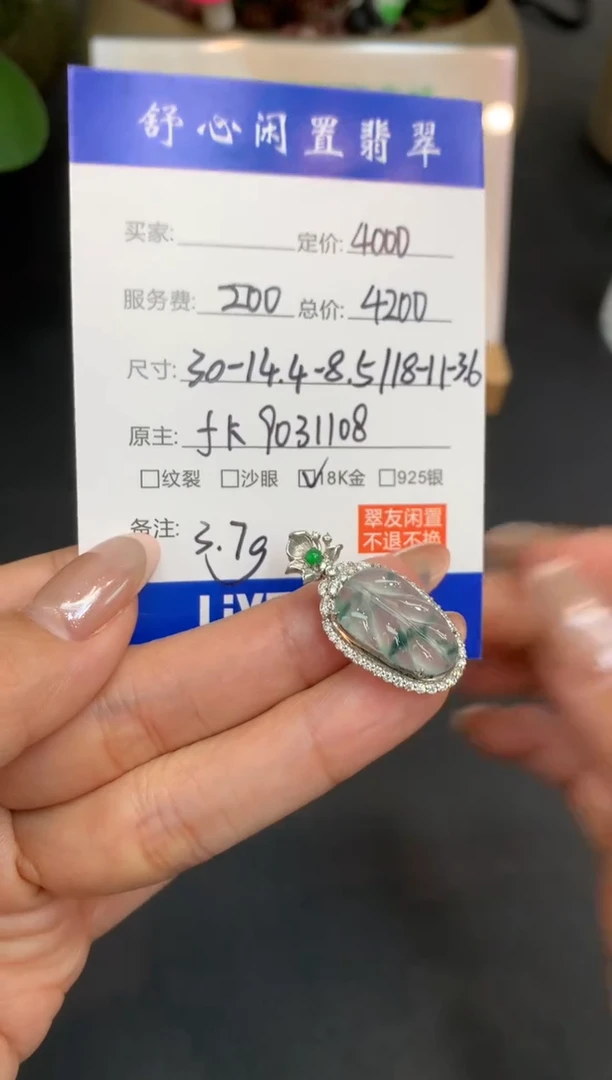 舒心闲置翡翠
买家: 定价: 4000
服务费: 200 总价: 4200
尺寸: 30-14.4-8.5/18-11-3.6
原主: fk 9031108
□纹裂 □沙眼 ☑18K金 □925银
备注: 3.7g
翠友闲置
不退不换